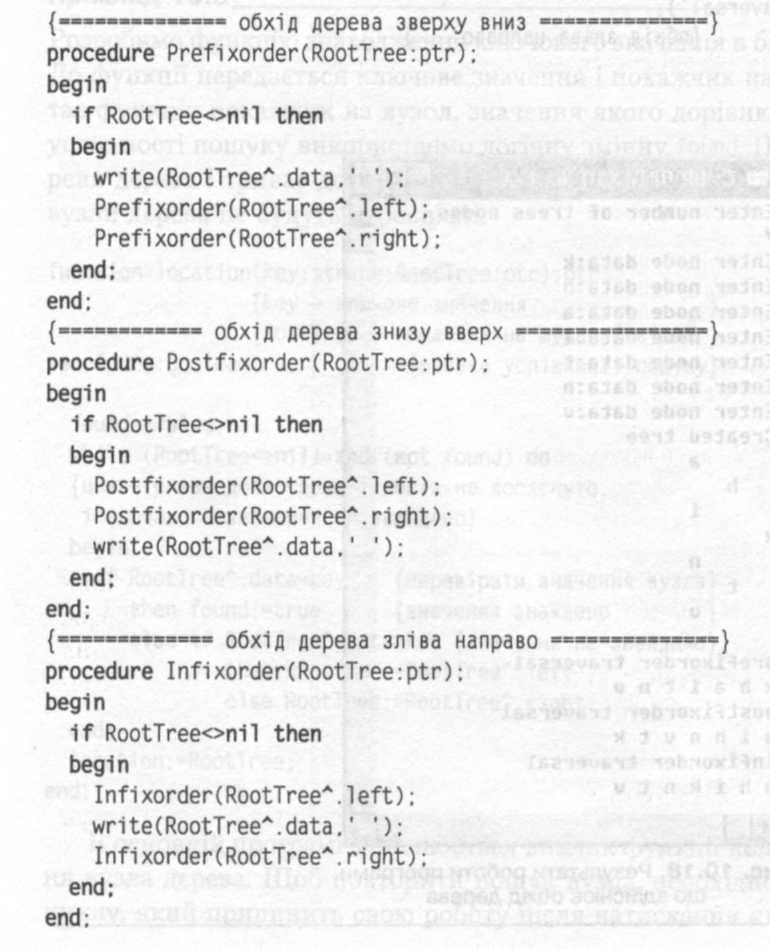 {============ обхід дерева зверху вниз ==============}
procedure Prefixorder(RootTree:ptr);
begin
if RootTree<>nil then
begin
write(RootTree^.data,' ');
Prefixorder(RootTree^.left);
Prefixorder(RootTree^.right);
end;
end;
{============ обхід дерева знизу вверх ==============}
procedure Postfixorder(RootTree:ptr);
begin
if RootTree<>nil then
begin
Postfixorder(RootTree^.left);
Postfixorder(RootTree^.right);
write(RootTree^.data,' ');
end;
end;
{============ обхід дерева зліва направо ==============}
procedure Infixorder(RootTree:ptr);
begin
if RootTree<>nil then
begin
Infixorder(RootTree^.left);
write(RootTree^.data,' ');
Infixorder(RootTree^.right);
end;
end;